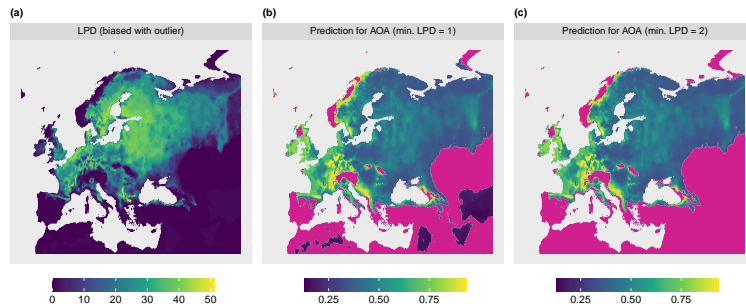 (a) (b) (c)
LPD (biased with outlier) Prediction for AOA (min. LPD = 1) Prediction for AOA (min. LPD = 2)
0 10 20 30 40 50 0.25 0.50 0.75 0.25 0.50 0.75